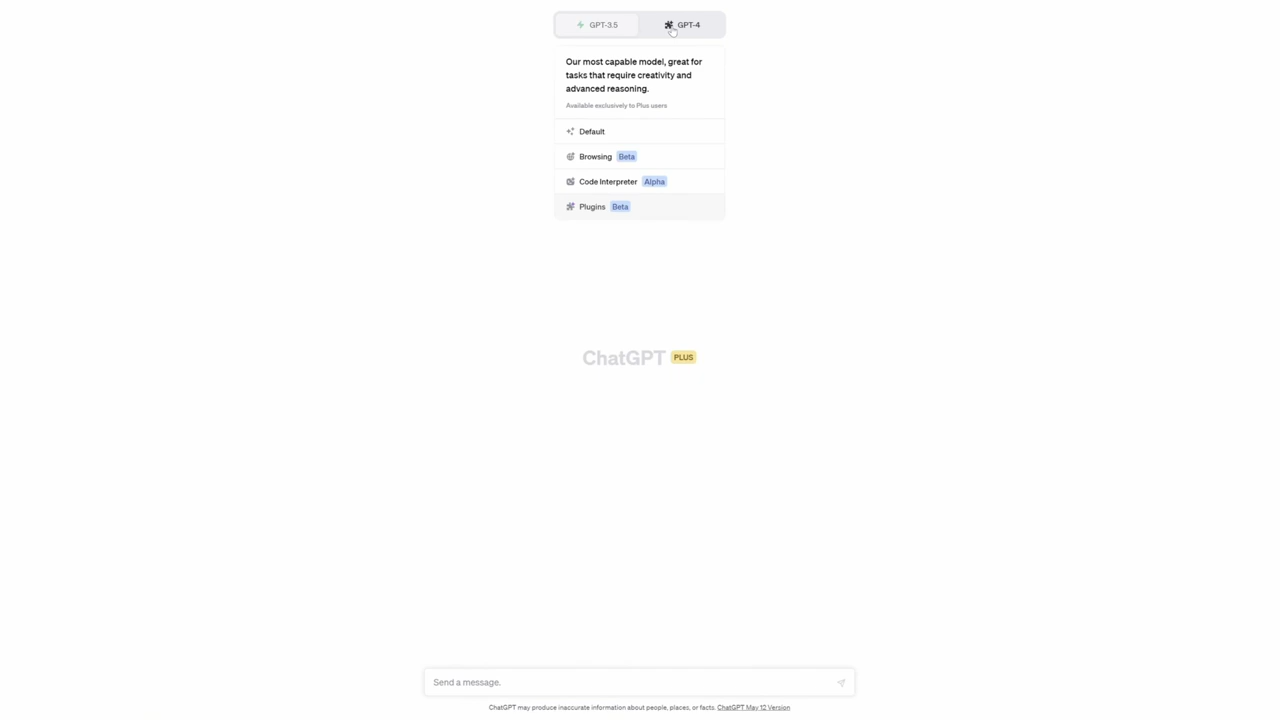 GPT-3.5 GPT-4
Our most capable model, great for
tasks that require creativity and
advanced reasoning.
Available exclusively to Plus users
Default
Browsing Beta
Code Interpreter Alpha
Plugins Beta
ChatGPT PLUS
Send a message.
ChatGPT may produce inaccurate information about people, places, or facts. ChatGPT May 12 Version